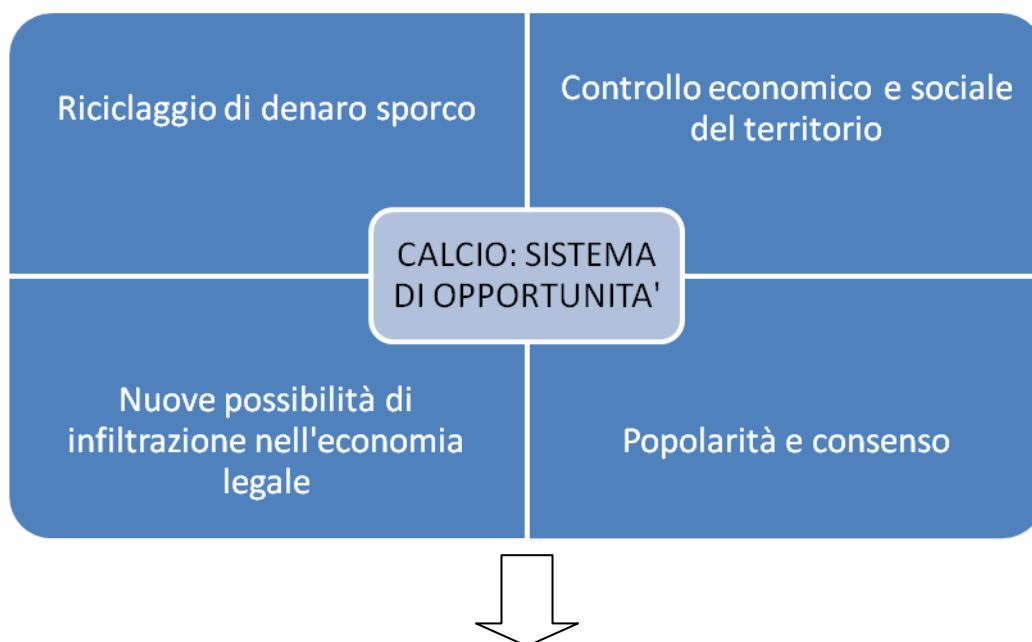 Riciclaggio di denaro sporco
Controllo economico e sociale
del territorio
CALCIO: SISTEMA
DI OPPORTUNITA'
Nuove possibilità di
infiltrazione nell'economia
legale
Popolarità e consenso